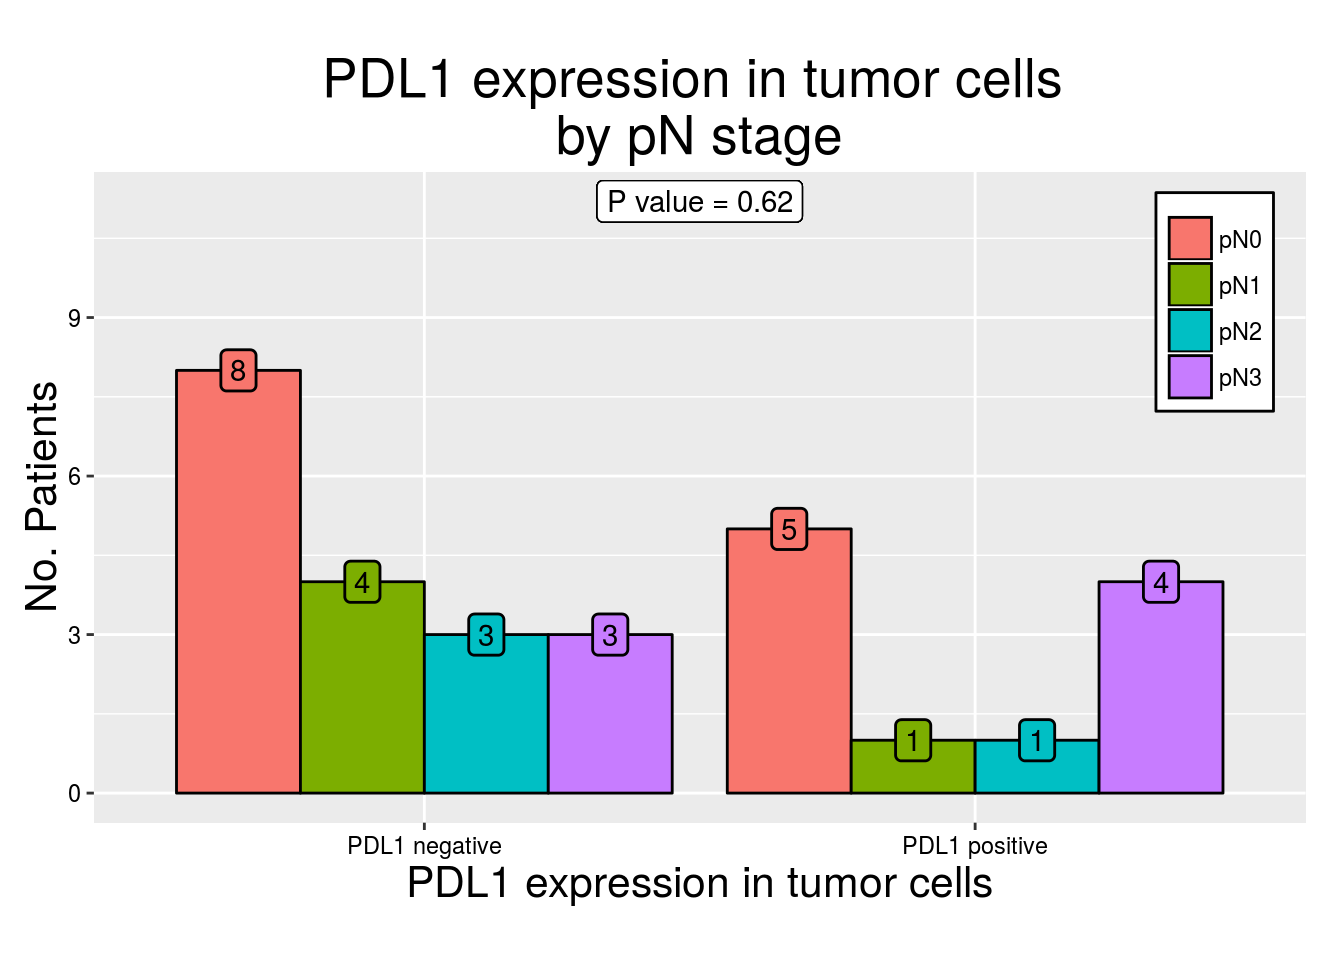 PDL1 expression in tumor cells
by pN stage
P value = 0.62
pN0
pN1
pN2
pN3
No. Patients
9
6
3
0
8
4
3
3
5
1
1
4
PDL1 negative
PDL1 positive
PDL1 expression in tumor cells